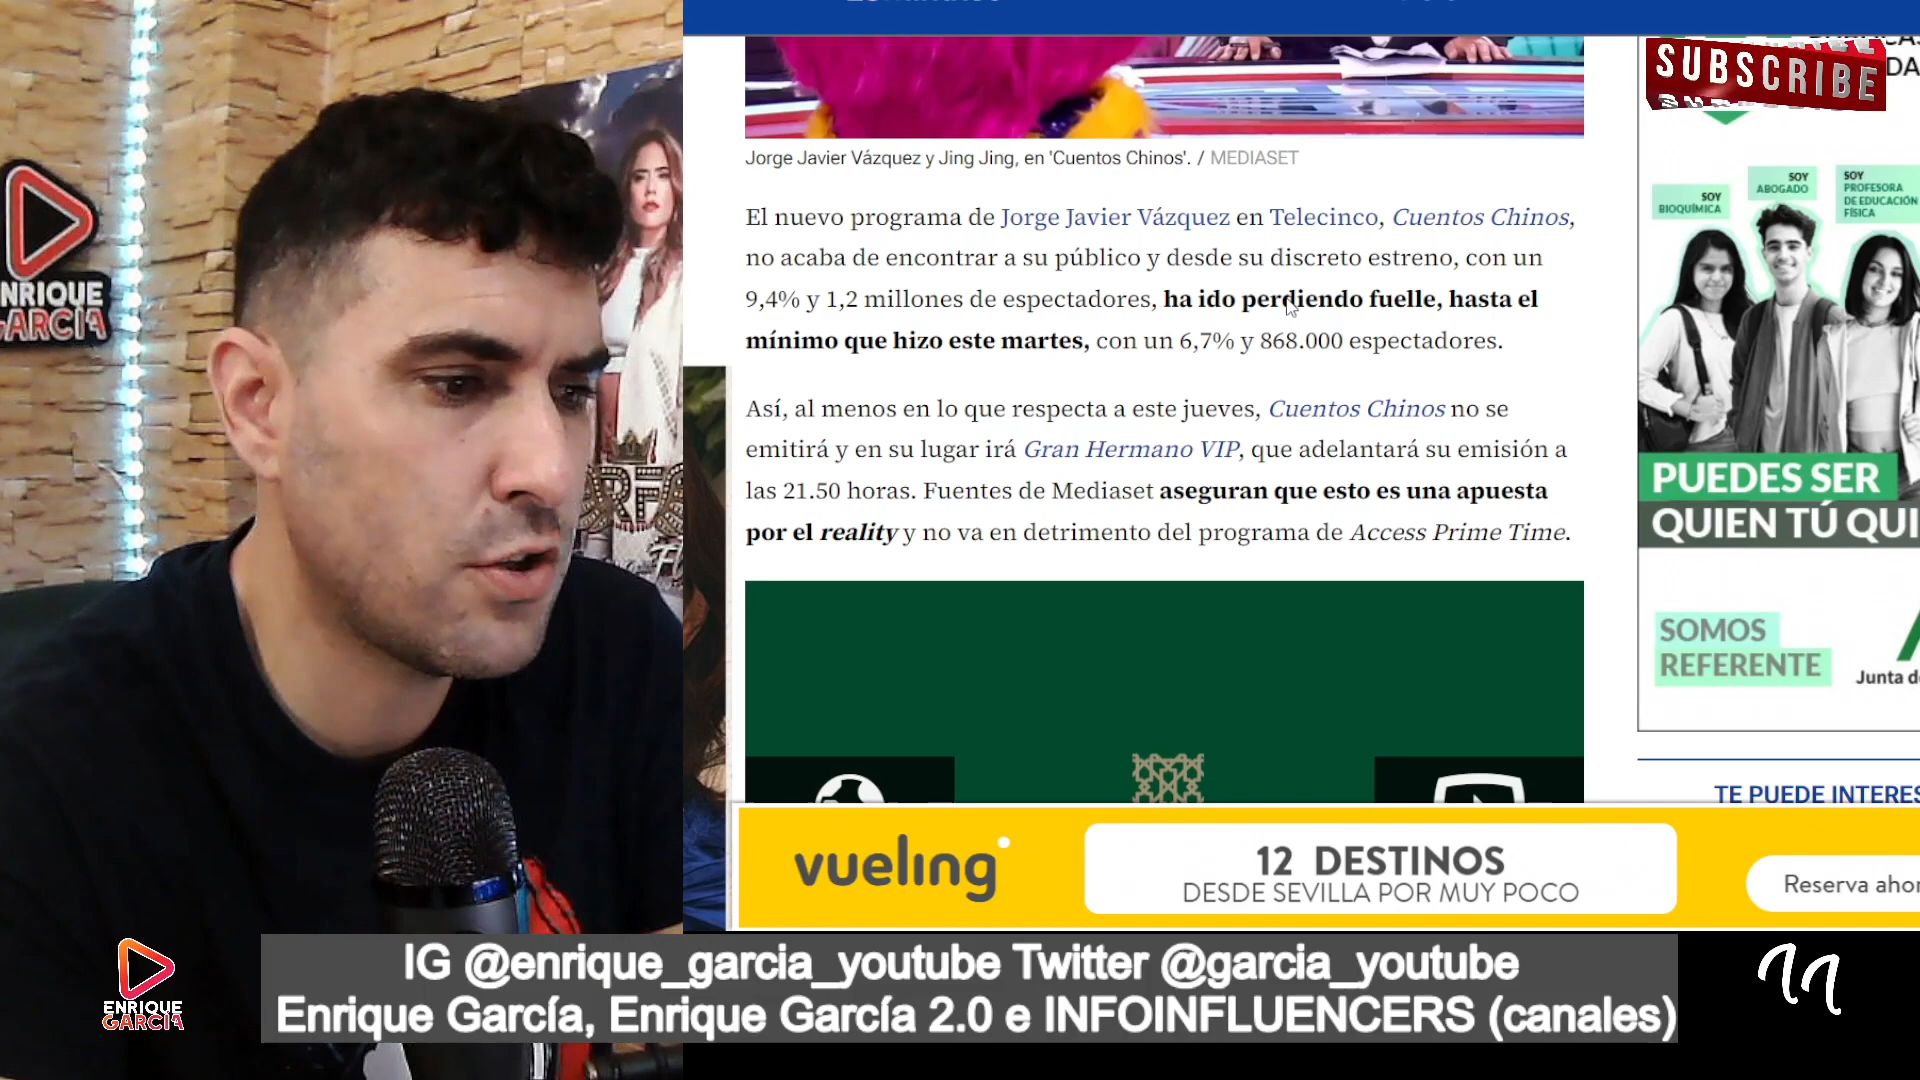 SUBSCRIBE
Jorge Javier Vázquez y Jing Jing, en 'Cuentos Chinos'. / MEDIASET
El nuevo programa de Jorge Javier Vázquez en Telecinco, Cuentos Chinos,
no acaba de encontrar a su público y desde su discreto estreno, con un
9,4% y 1,2 millones de espectadores, ha ido perdiendo fuelle, hasta el
mínimo que hizo este martes, con un 6,7% y 868.000 espectadores.
Así, al menos en lo que respecta a este jueves, Cuentos Chinos no se
emitirá y en su lugar irá Gran Hermano VIP, que adelantará su emisión a
las 21.50 horas. Fuentes de Mediaset aseguran que esto es una apuesta
por el reality y no va en detrimento del programa de Access Prime Time.
SOY
BIOQUÍMICA
SOY
ABOGADO
SOY
PROFESORA
DE EDUCACIÓN
FÍSICA
PUEDES SER
QUIEN TÚ QUI
SOMOS
REFERENTE
Junta d
TE PUEDE INTERES
vueling
12 DESTINOS
DESDE SEVILLA POR MUY POCO
Reserva ahor
NRIQUE
GARCIA
ENRIQUE
GARCIA
IG @enrique_garcia_youtube Twitter @garcia_youtube
Enrique García, Enrique García 2.0 e INFOINFLUENCERS (canales)